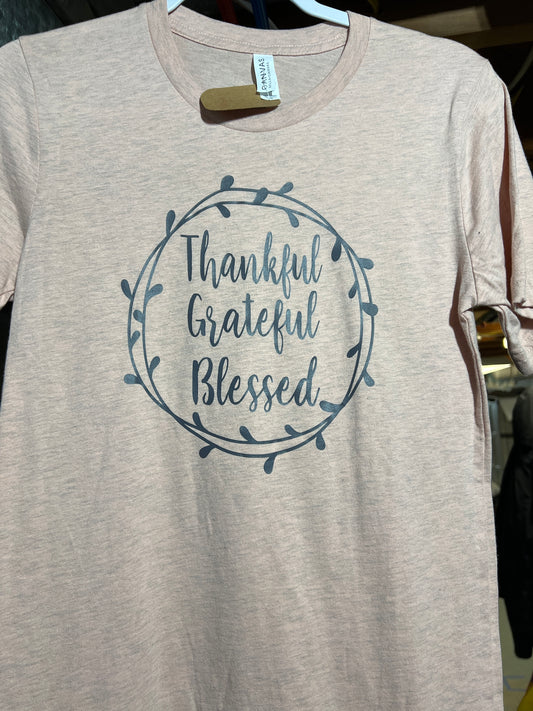 CANVAS
Thankful
Grateful
Blessed